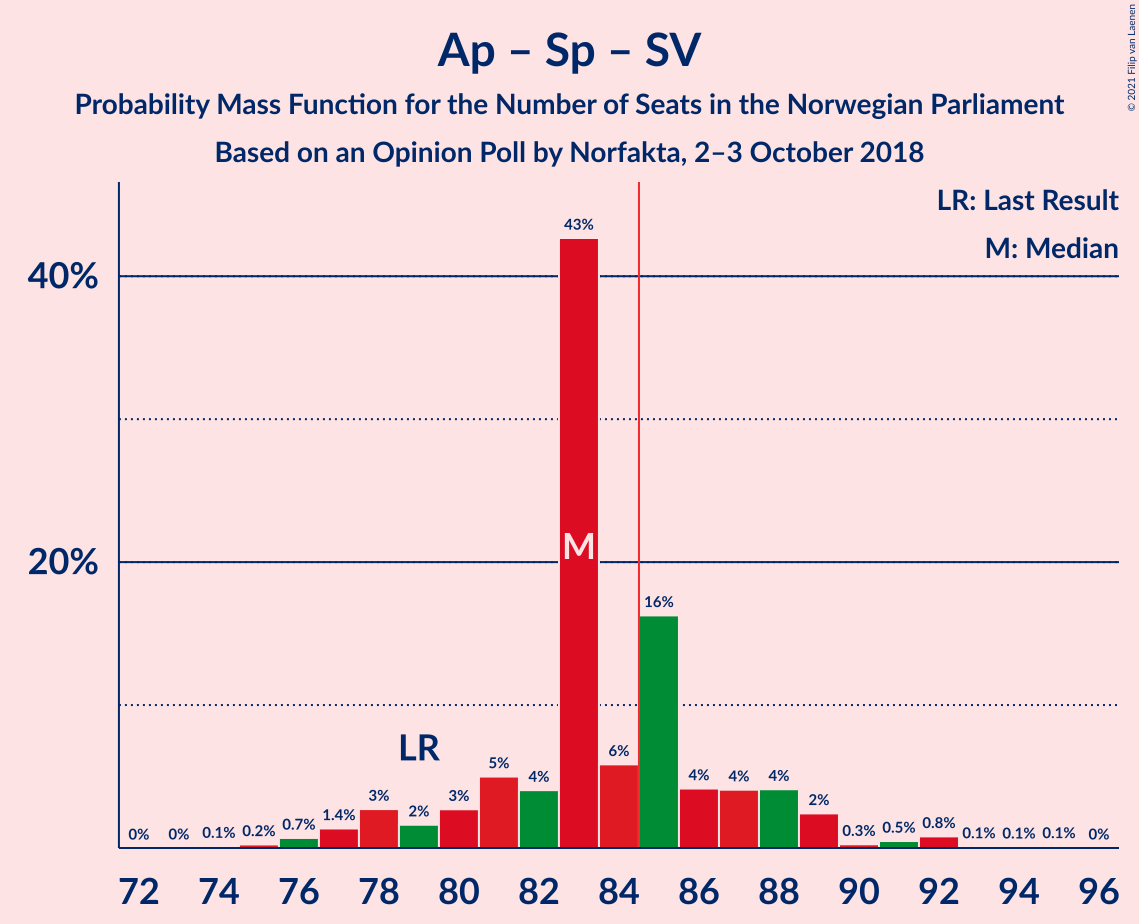 Ap – Sp – SV
Probability Mass Function for the Number of Seats in the Norwegian Parliament
Based on an Opinion Poll by Norfakta, 2–3 October 2018
© 2021 Filip van Laenen
LR: Last Result
M: Median
43%
40%
M
20%
16%
LR
0% 0% 0.1% 0.2% 0.7% 1.4% 3% 2% 3% 5% 4% 6% 4% 4% 4% 2% 0.3% 0.5% 0.8% 0.1% 0.1% 0.1% 0%
72 74 76 78 80 82 84 86 88 90 92 94 96